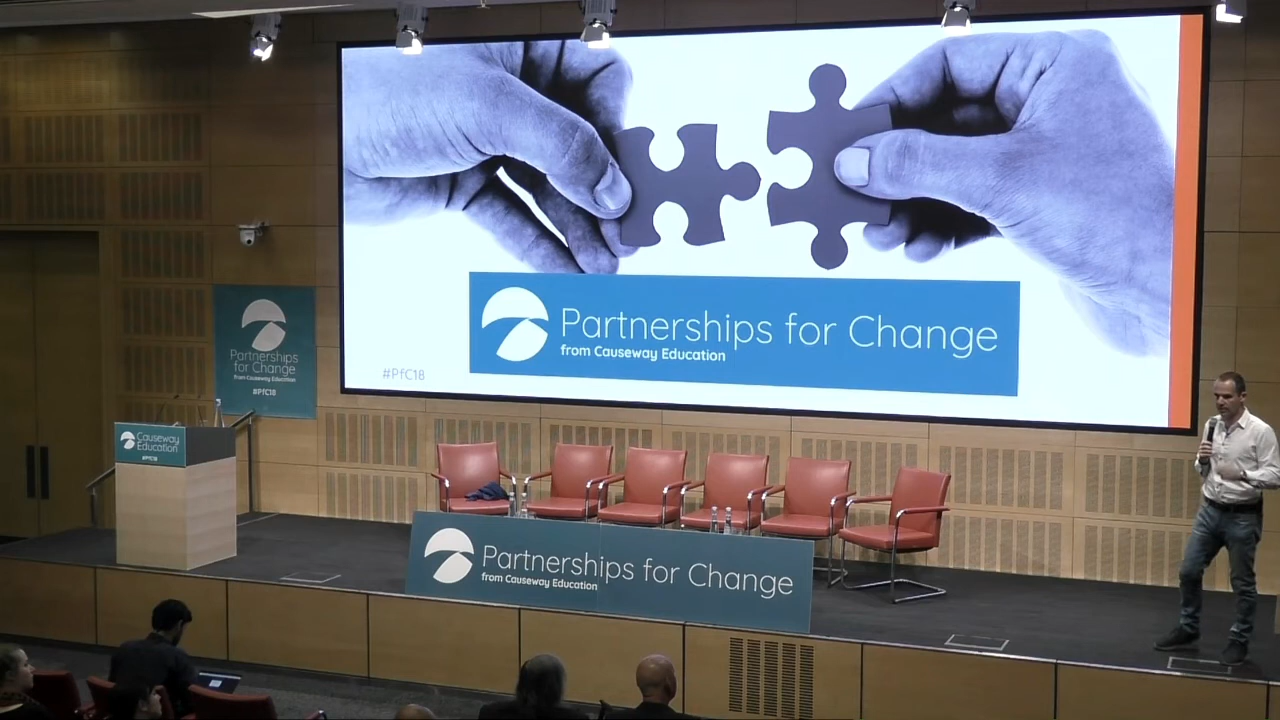 Partnerships for Change
from Causeway Education
#PfC18
Partnerships
for Change
from Causeway Education
#PfC18
Causeway
Education
#PfC18
Partnerships for Change
from Causeway Education